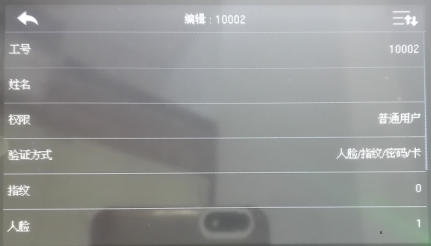 编辑：10002
工号 10002
姓名
权限 普通用户
验证方式 人脸/指纹/密码/卡
指纹 0
人脸 1